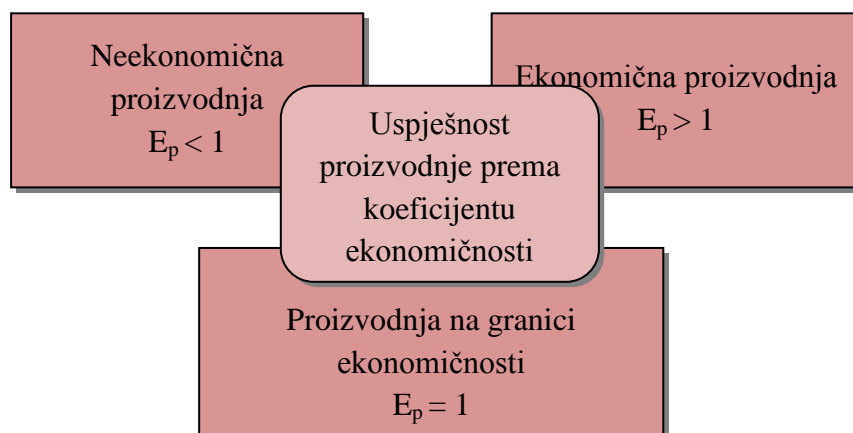 Neekonomična
proizvodnja
Eₚ < 1
Ekonomična proizvodnja
Eₚ > 1
Uspješnost
proizvodnje prema
koeficijentu
ekonomičnosti
Proizvodnja na granici
ekonomičnosti
Eₚ = 1